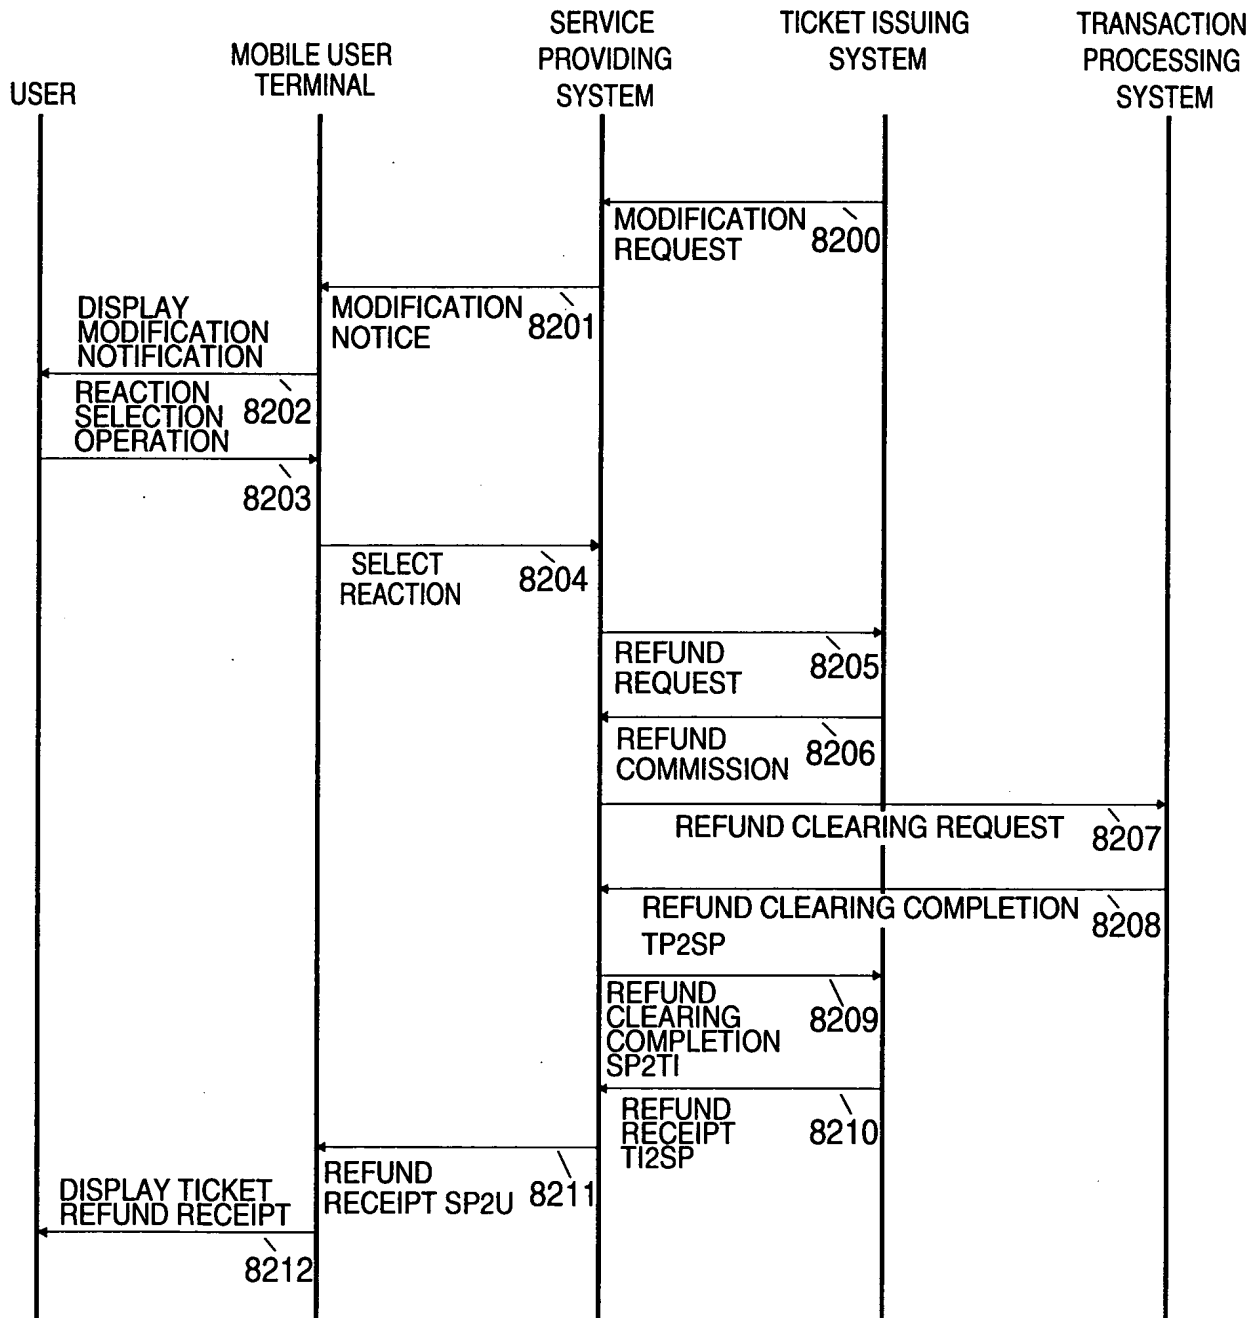 USER
MOBILE USER
TERMINAL
SERVICE
PROVIDING
SYSTEM
TICKET ISSUING
SYSTEM
TRANSACTION
PROCESSING
SYSTEM
MODIFICATION
REQUEST
8200
MODIFICATION
NOTICE
8201
DISPLAY
MODIFICATION
NOTIFICATION
8202
REACTION
SELECTION
OPERATION
8203
SELECT
REACTION
8204
REFUND
REQUEST
8205
REFUND
COMMISSION
8206
REFUND CLEARING REQUEST
8207
REFUND CLEARING COMPLETION
TP2SP
8208
REFUND
CLEARING
COMPLETION
SP2TI
8209
REFUND
RECEIPT
TI2SP
8210
REFUND
RECEIPT SP2U
8211
DISPLAY TICKET
REFUND RECEIPT
8212